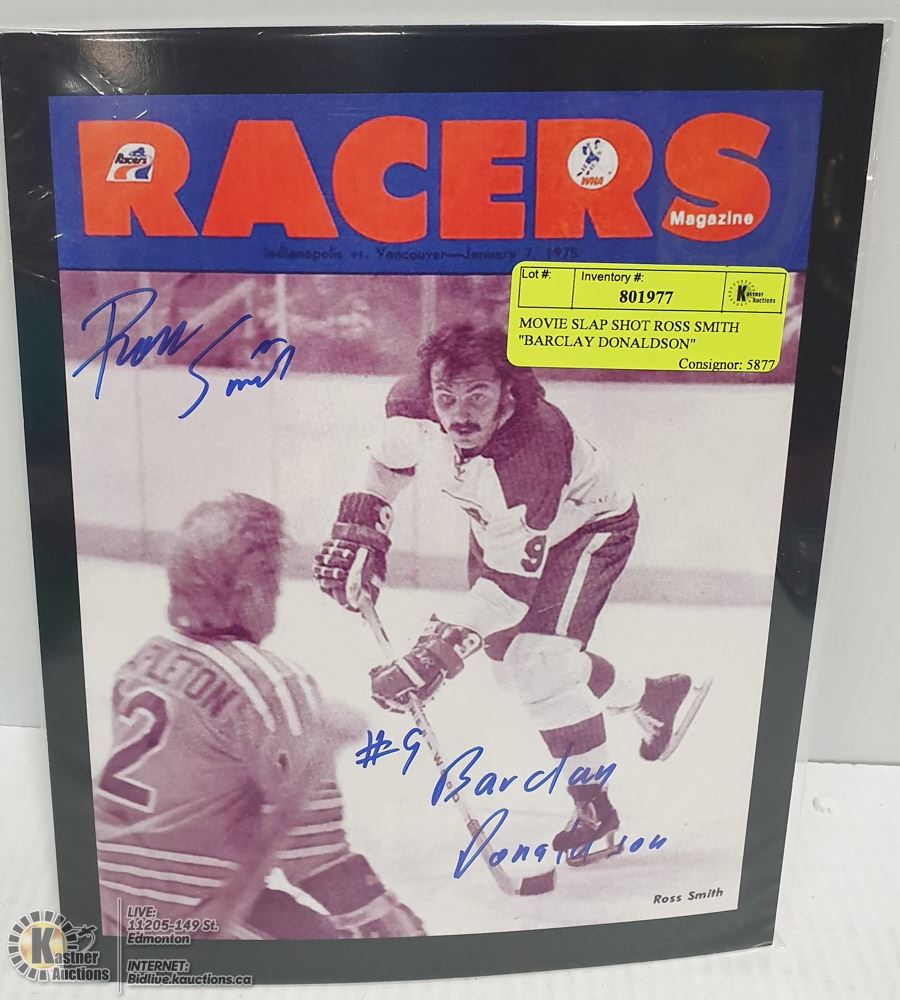 RACERS
Racers
WHA
Magazine
Indianapolis vs. Vancouver—January 7, 1975
Lot #:
Inventory #:
801977
Kastner Auctions
MOVIE SLAP SHOT ROSS SMITH
"BARCLAY DONALDSON"
Consignor: 5877
Ross
Smith
9
9
9
PLETON
2
#9 Barclay
Donaldson
Ross Smith
Kastner
Auctions
LIVE:
11205-149 St.
Edmonton
INTERNET:
Bidlive.kauctions.ca